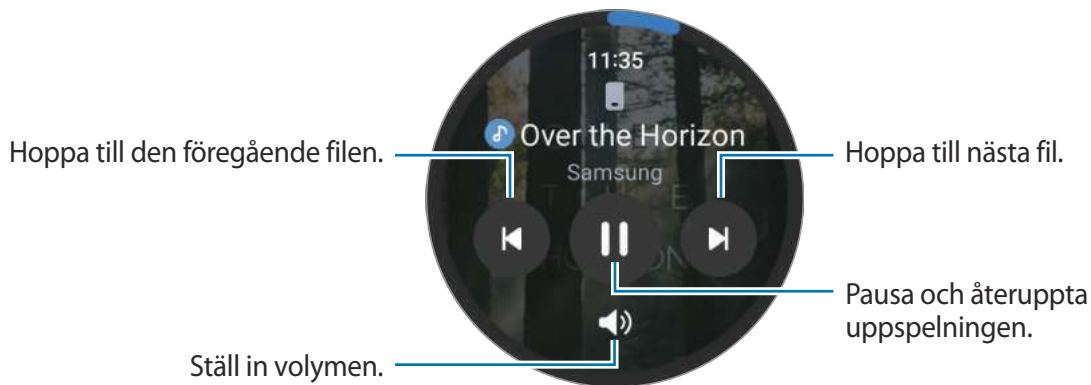 11:35
Over the Horizon
Samsung
Hoppa till den föregående filen.
Hoppa till nästa fil.
Pausa och återuppta
uppspelningen.
Ställ in volymen.